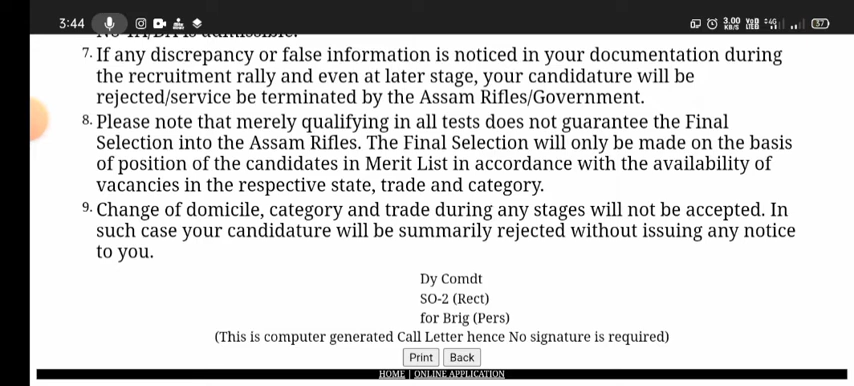 3:44
3.00 KB/S
4G
37
7. If any discrepancy or false information is noticed in your documentation during
the recruitment rally and even at later stage, your candidature will be
rejected/service be terminated by the Assam Rifles/Government.
8. Please note that merely qualifying in all tests does not guarantee the Final
Selection into the Assam Rifles. The Final Selection will only be made on the basis
of position of the candidates in Merit List in accordance with the availability of
vacancies in the respective state, trade and category.
9. Change of domicile, category and trade during any stages will not be accepted. In
such case your candidature will be summarily rejected without issuing any notice
to you.
Dy Comdt
SO-2 (Rect)
for Brig (Pers)
(This is computer generated Call Letter hence No signature is required)
Print Back
HOME | ONLINE APPLICATION